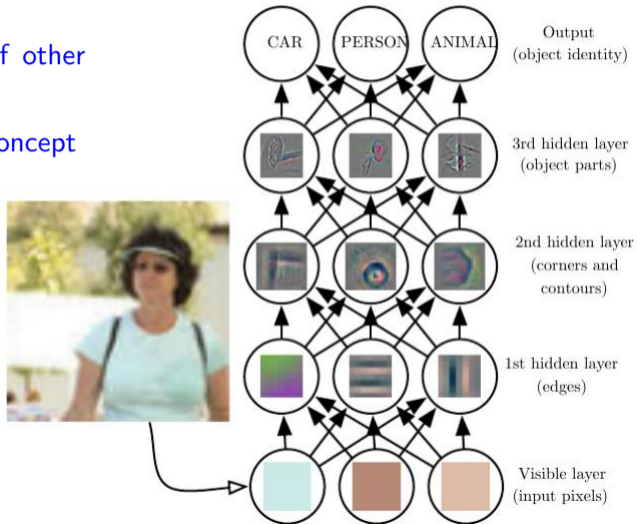 f other
oncept
CAR PERSON ANIMAL
Output
(object identity)
3rd hidden layer
(object parts)
2nd hidden layer
(corners and
contours)
1st hidden layer
(edges)
Visible layer
(input pixels)